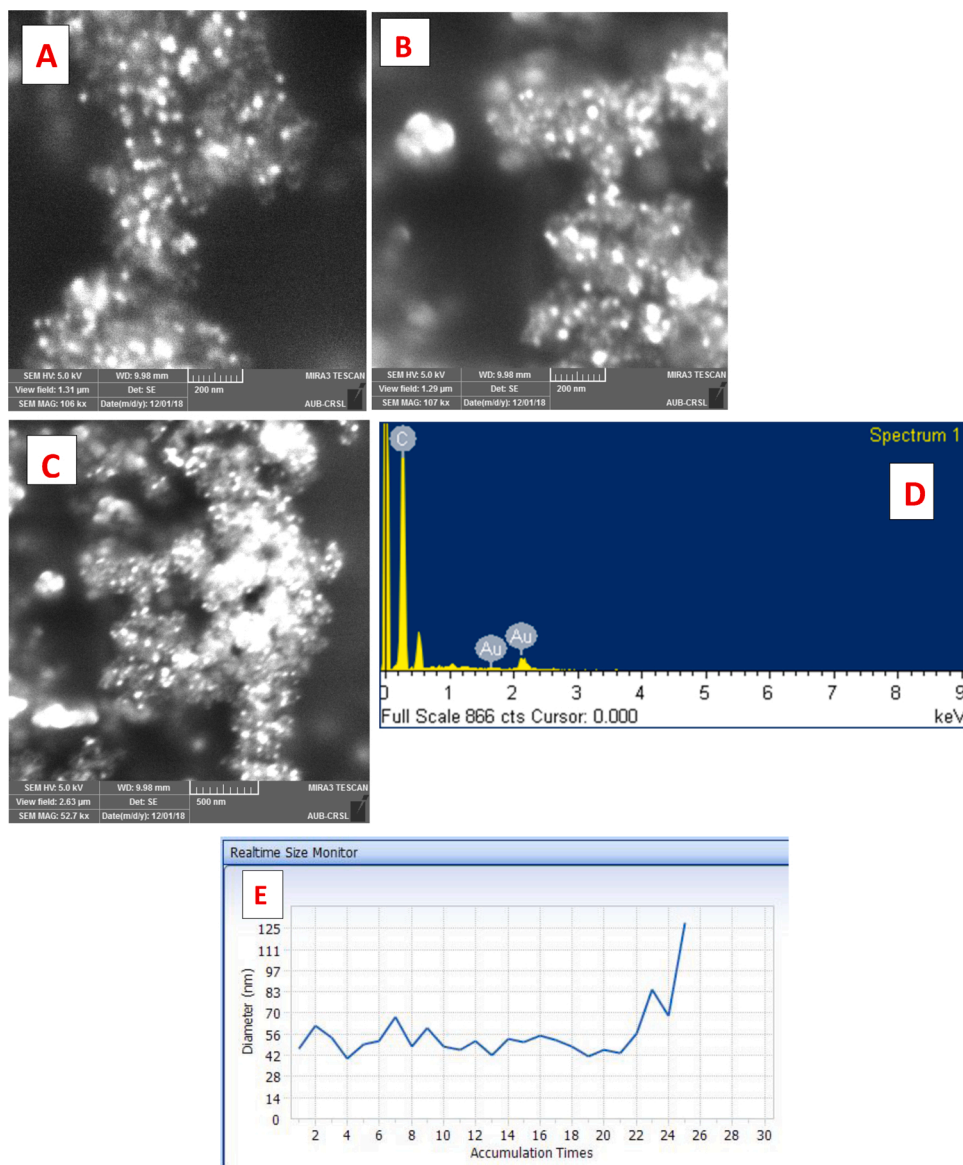 A
SEM HV: 5.0 kV WD: 9.98 mm MIRA3 TESCAN
View field: 1.31 µm Det: SE 200 nm
SEM MAG: 106 kx Date(m/d/y): 12/01/18 AUB-CRSL
B
SEM HV: 5.0 kV WD: 9.98 mm MIRA3 TESCAN
View field: 1.29 µm Det: SE 200 nm
SEM MAG: 107 kx Date(m/d/y): 12/01/18 AUB-CRSL
C
SEM HV: 5.0 kV WD: 9.98 mm MIRA3 TESCAN
View field: 2.63 µm Det: SE 500 nm
SEM MAG: 52.7 kx Date(m/d/y): 12/01/18 AUB-CRSL
C Spectrum 1
D
Au Au
0 1 2 3 4 5 6 7 8 9
Full Scale 866 cts Cursor: 0.000 keV
Realtime Size Monitor
E
125
111
97
83
70
56
42
28
14
0
Diameter (nm)
2 4 6 8 10 12 14 16 18 20 22 24 26 28 30
Accumulation Times